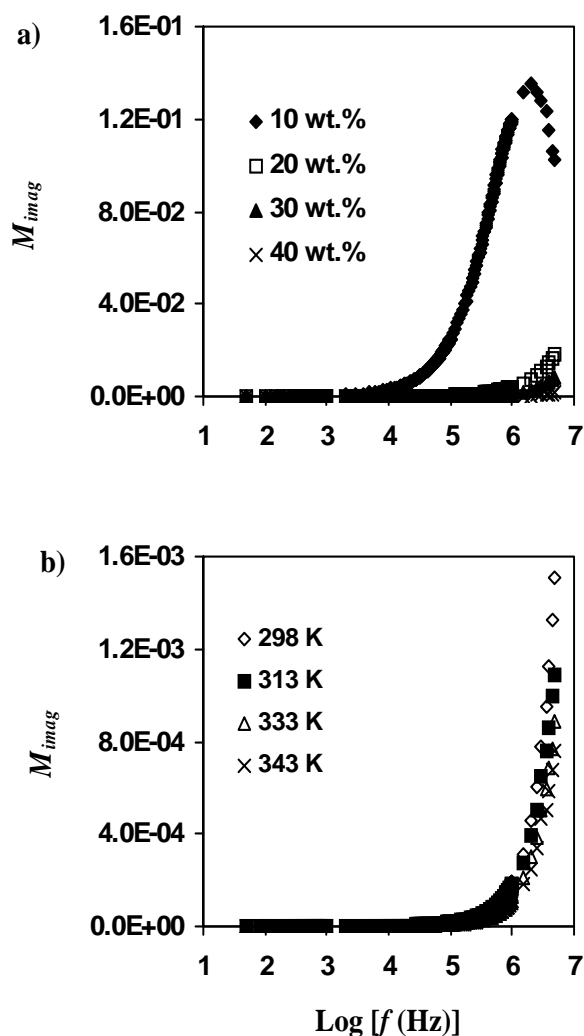 a)
1.6E-01
1.2E-01
8.0E-02
4.0E-02
0.0E+00
M_imag
10 wt.%
20 wt.%
30 wt.%
40 wt.%
1 2 3 4 5 6 7
b)
1.6E-03
1.2E-03
8.0E-04
4.0E-04
0.0E+00
M_imag
298 K
313 K
333 K
343 K
1 2 3 4 5 6 7
Log [f (Hz)]